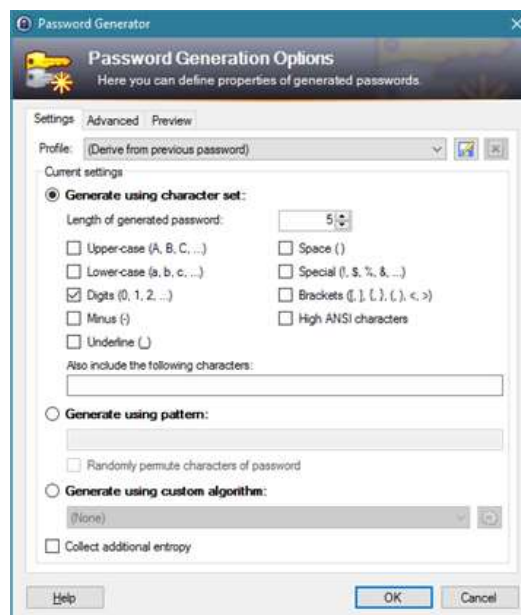 Password Generator
Password Generation Options
Here you can define properties of generated passwords.
Settings Advanced Preview
Profile: (Derive from previous password)
Current settings
Generate using character set:
Length of generated password: 5
Upper-case (A, B, C, ...) Space ( )
Lower-case (a, b, c, ...) Special (!, $, %, &, ...)
Digits (0, 1, 2, ...) Brackets ([, ], {, }, (, ), <, >)
Minus (-) High ANSI characters
Underline (_)
Also include the following characters:
Generate using pattern:
Randomly permute characters of password
Generate using custom algorithm:
(None)
Collect additional entropy
Help OK Cancel